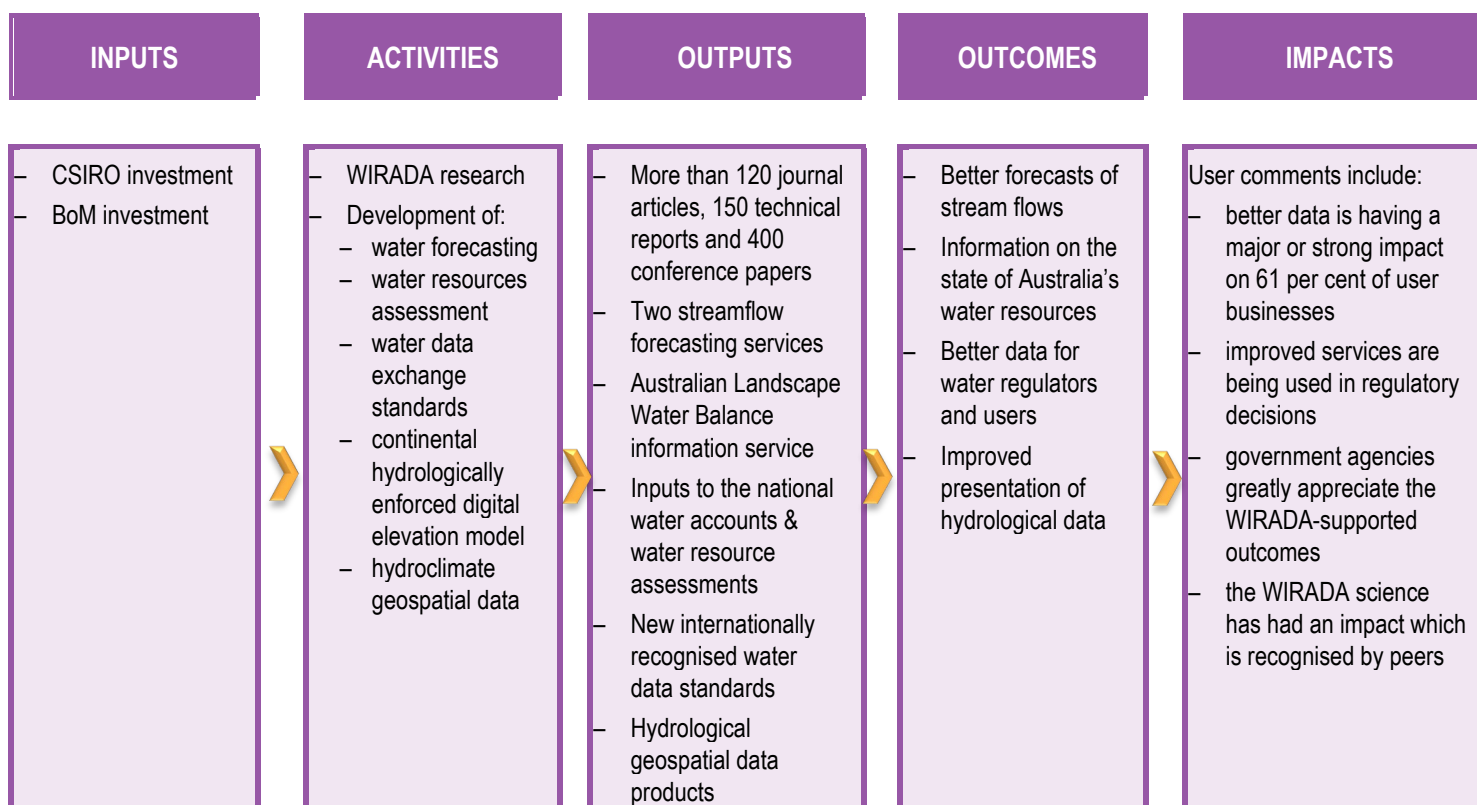 INPUTS
ACTIVITIES
OUTPUTS
OUTCOMES
IMPACTS
– CSIRO investment
– BoM investment
– WIRADA research
– Development of:
– water forecasting
– water resources
assessment
– water data
exchange
standards
– continental
hydrologically
enforced digital
elevation model
– hydroclimate
geospatial data
– More than 120 journal
articles, 150 technical
reports and 400
conference papers
– Two streamflow
forecasting services
– Australian Landscape
Water Balance
information service
– Inputs to the national
water accounts &
water resource
assessments
– New internationally
recognised water
data standards
– Hydrological
geospatial data
products
– Better forecasts of
stream flows
– Information on the
state of Australia’s
water resources
– Better data for
water regulators
and users
– Improved
presentation of
hydrological data
User comments include:
– better data is having a
major or strong impact
on 61 per cent of user
businesses
– improved services are
being used in regulatory
decisions
– government agencies
greatly appreciate the
WIRADA-supported
outcomes
– the WIRADA science
has had an impact which
is recognised by peers